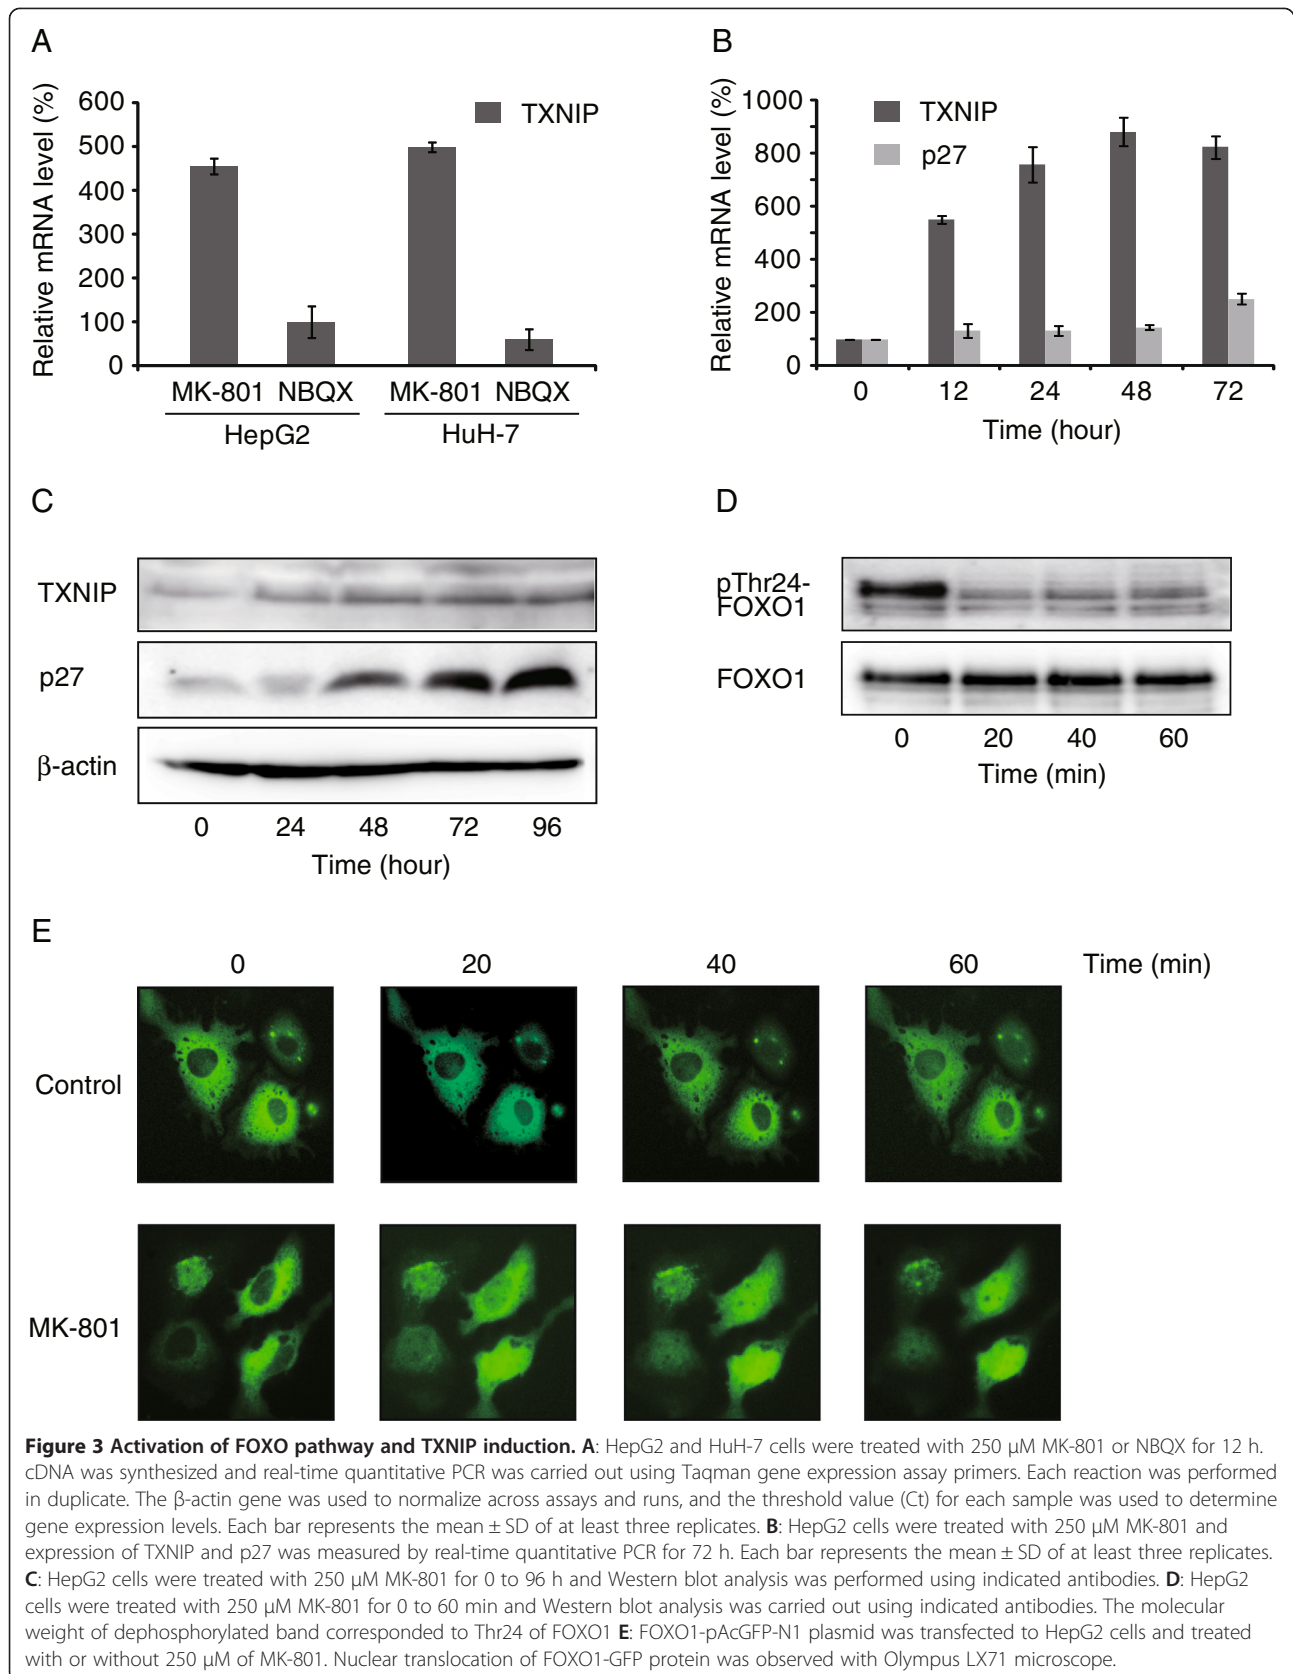 A
Relative mRNA level (%)
600
500
400
300
200
100
0
TXNIP
MK-801 NBQX MK-801 NBQX
HepG2 HuH-7
B
Relative mRNA level (%)
1000
800
600
400
200
0
TXNIP
p27
0 12 24 48 72
Time (hour)
C
TXNIP
p27
β-actin
0 24 48 72 96
Time (hour)
D
pThr24-
FOXO1
FOXO1
0 20 40 60
Time (min)
E
0 20 40 60 Time (min)
Control
MK-801
Figure 3 Activation of FOXO pathway and TXNIP induction. A: HepG2 and HuH-7 cells were treated with 250 μM MK-801 or NBQX for 12 h.
cDNA was synthesized and real-time quantitative PCR was carried out using Taqman gene expression assay primers. Each reaction was performed
in duplicate. The β-actin gene was used to normalize across assays and runs, and the threshold value (Ct) for each sample was used to determine
gene expression levels. Each bar represents the mean ± SD of at least three replicates. B: HepG2 cells were treated with 250 μM MK-801 and
expression of TXNIP and p27 was measured by real-time quantitative PCR for 72 h. Each bar represents the mean ± SD of at least three replicates.
C: HepG2 cells were treated with 250 μM MK-801 for 0 to 96 h and Western blot analysis was performed using indicated antibodies. D: HepG2
cells were treated with 250 μM MK-801 for 0 to 60 min and Western blot analysis was carried out using indicated antibodies. The molecular
weight of dephosphorylated band corresponded to Thr24 of FOXO1 E: FOXO1-pAcGFP-N1 plasmid was transfected to HepG2 cells and treated
with or without 250 μM of MK-801. Nuclear translocation of FOXO1-GFP protein was observed with Olympus LX71 microscope.